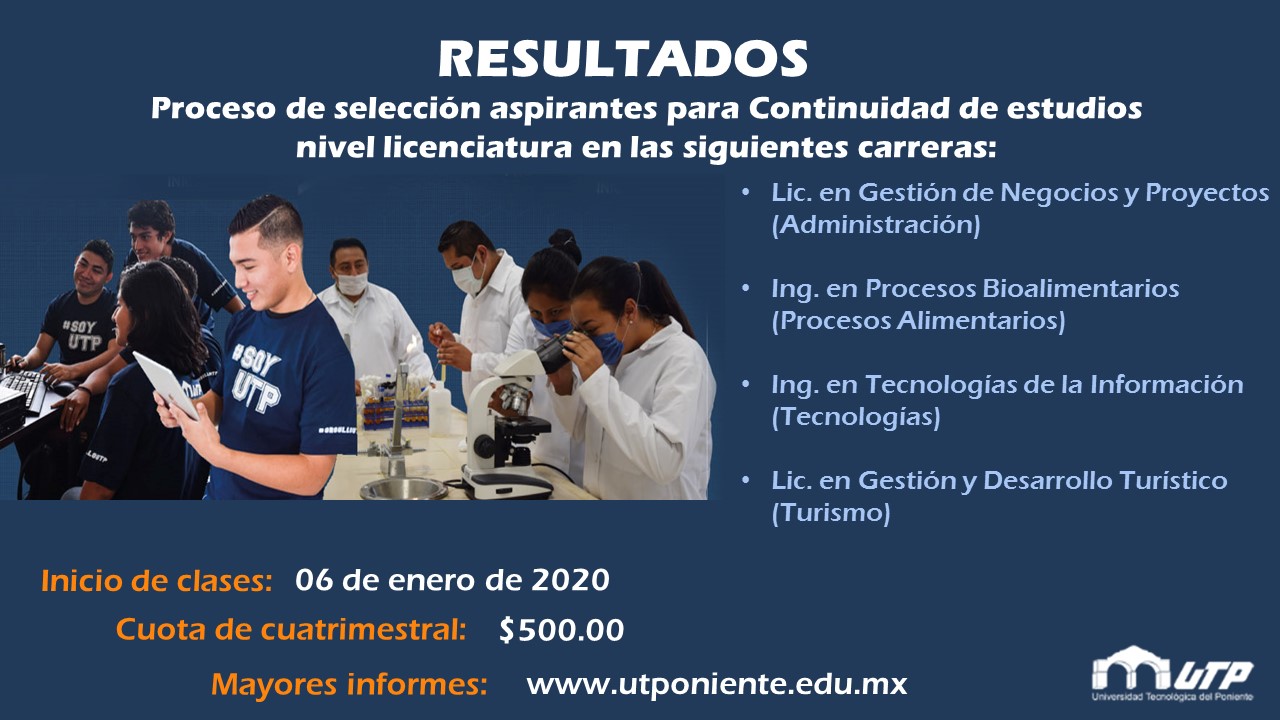 RESULTADOS
Proceso de selección aspirantes para Continuidad de estudios
nivel licenciatura en las siguientes carreras:
• Lic. en Gestión de Negocios y Proyectos
(Administración)
• Ing. en Procesos Bioalimentarios
(Procesos Alimentarios)
• Ing. en Tecnologías de la Información
(Tecnologías)
• Lic. en Gestión y Desarrollo Turístico
(Turismo)
#SOY
UTP
#SOY
UTP
Inicio de clases: 06 de enero de 2020
Cuota de cuatrimestral: $500.00
Mayores informes: www.utponiente.edu.mx
UTP
Universidad Tecnológica del Poniente